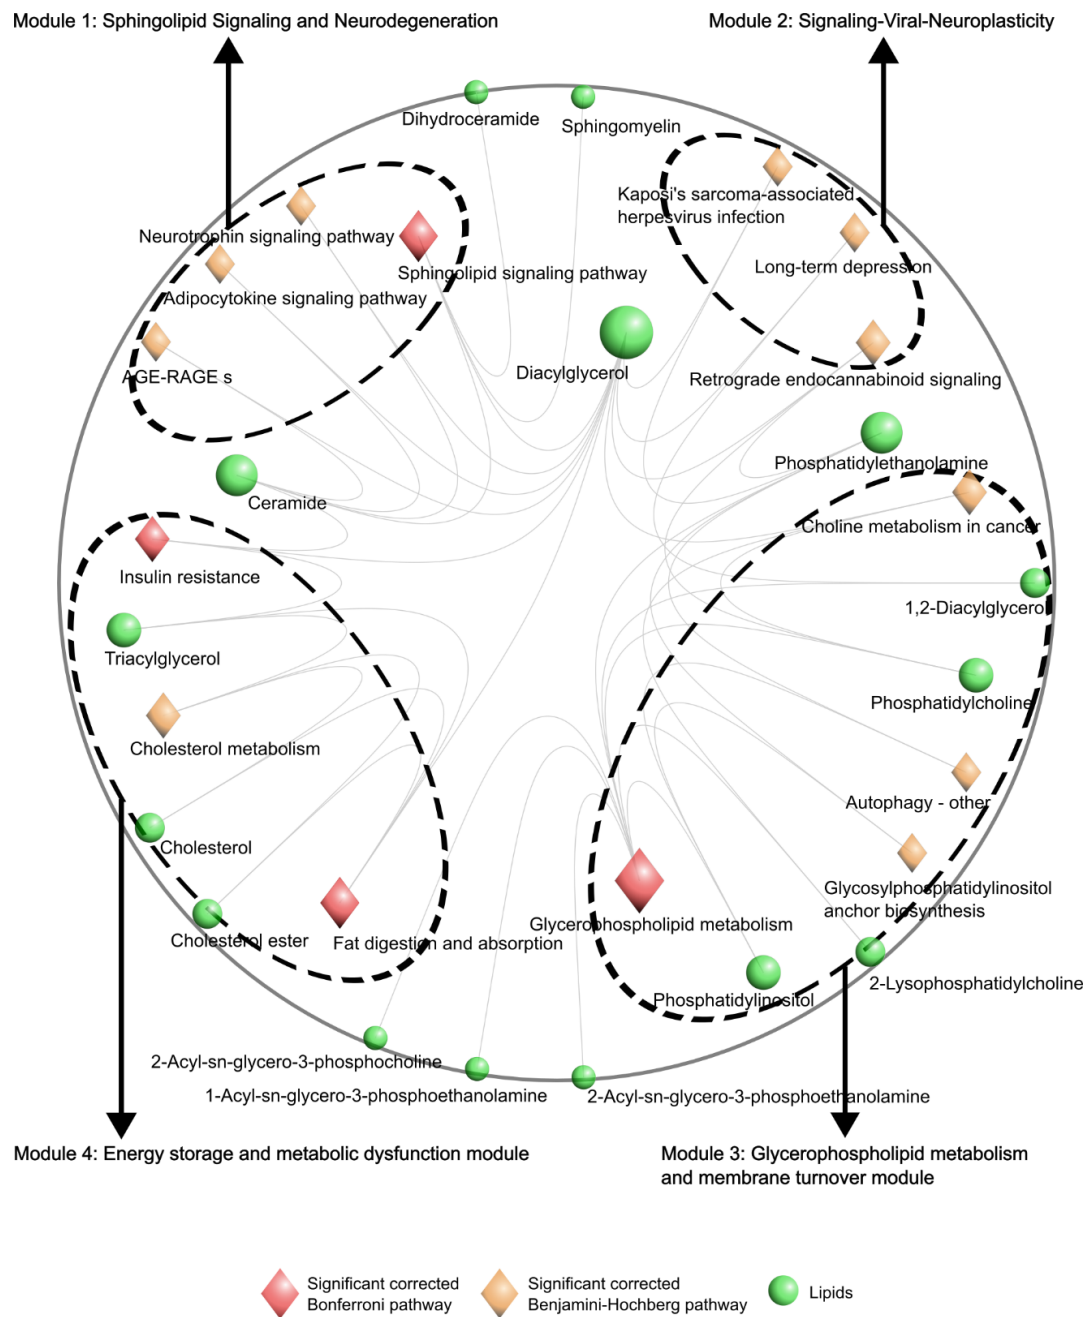 Module 1: Sphingolipid Signaling and Neurodegeneration
Module 2: Signaling-Viral-Neuroplasticity
Dihydroceramide
Sphingomyelin
Kaposi's sarcoma-associated
herpesvirus infection
Neurotrophin signaling pathway
Sphingolipid signaling pathway
Long-term depression
Adipocytokine signaling pathway
AGE-RAGE s
Diacylglycerol
Retrograde endocannabinoid signaling
Phosphatidylethanolamine
Ceramide
Choline metabolism in cancer
Insulin resistance
1,2-Diacylglycerol
Triacylglycerol
Phosphatidylcholine
Cholesterol metabolism
Autophagy - other
Cholesterol
Glycosylphosphatidylinositol
anchor biosynthesis
Glycerophospholipid metabolism
Cholesterol ester
Fat digestion and absorption
2-Lysophosphatidylcholine
Phosphatidylinositol
2-Acyl-sn-glycero-3-phosphocholine
1-Acyl-sn-glycero-3-phosphoethanolamine
2-Acyl-sn-glycero-3-phosphoethanolamine
Module 4: Energy storage and metabolic dysfunction module
Module 3: Glycerophospholipid metabolism
and membrane turnover module
Significant corrected
Bonferroni pathway
Significant corrected
Benjamini-Hochberg pathway
Lipids